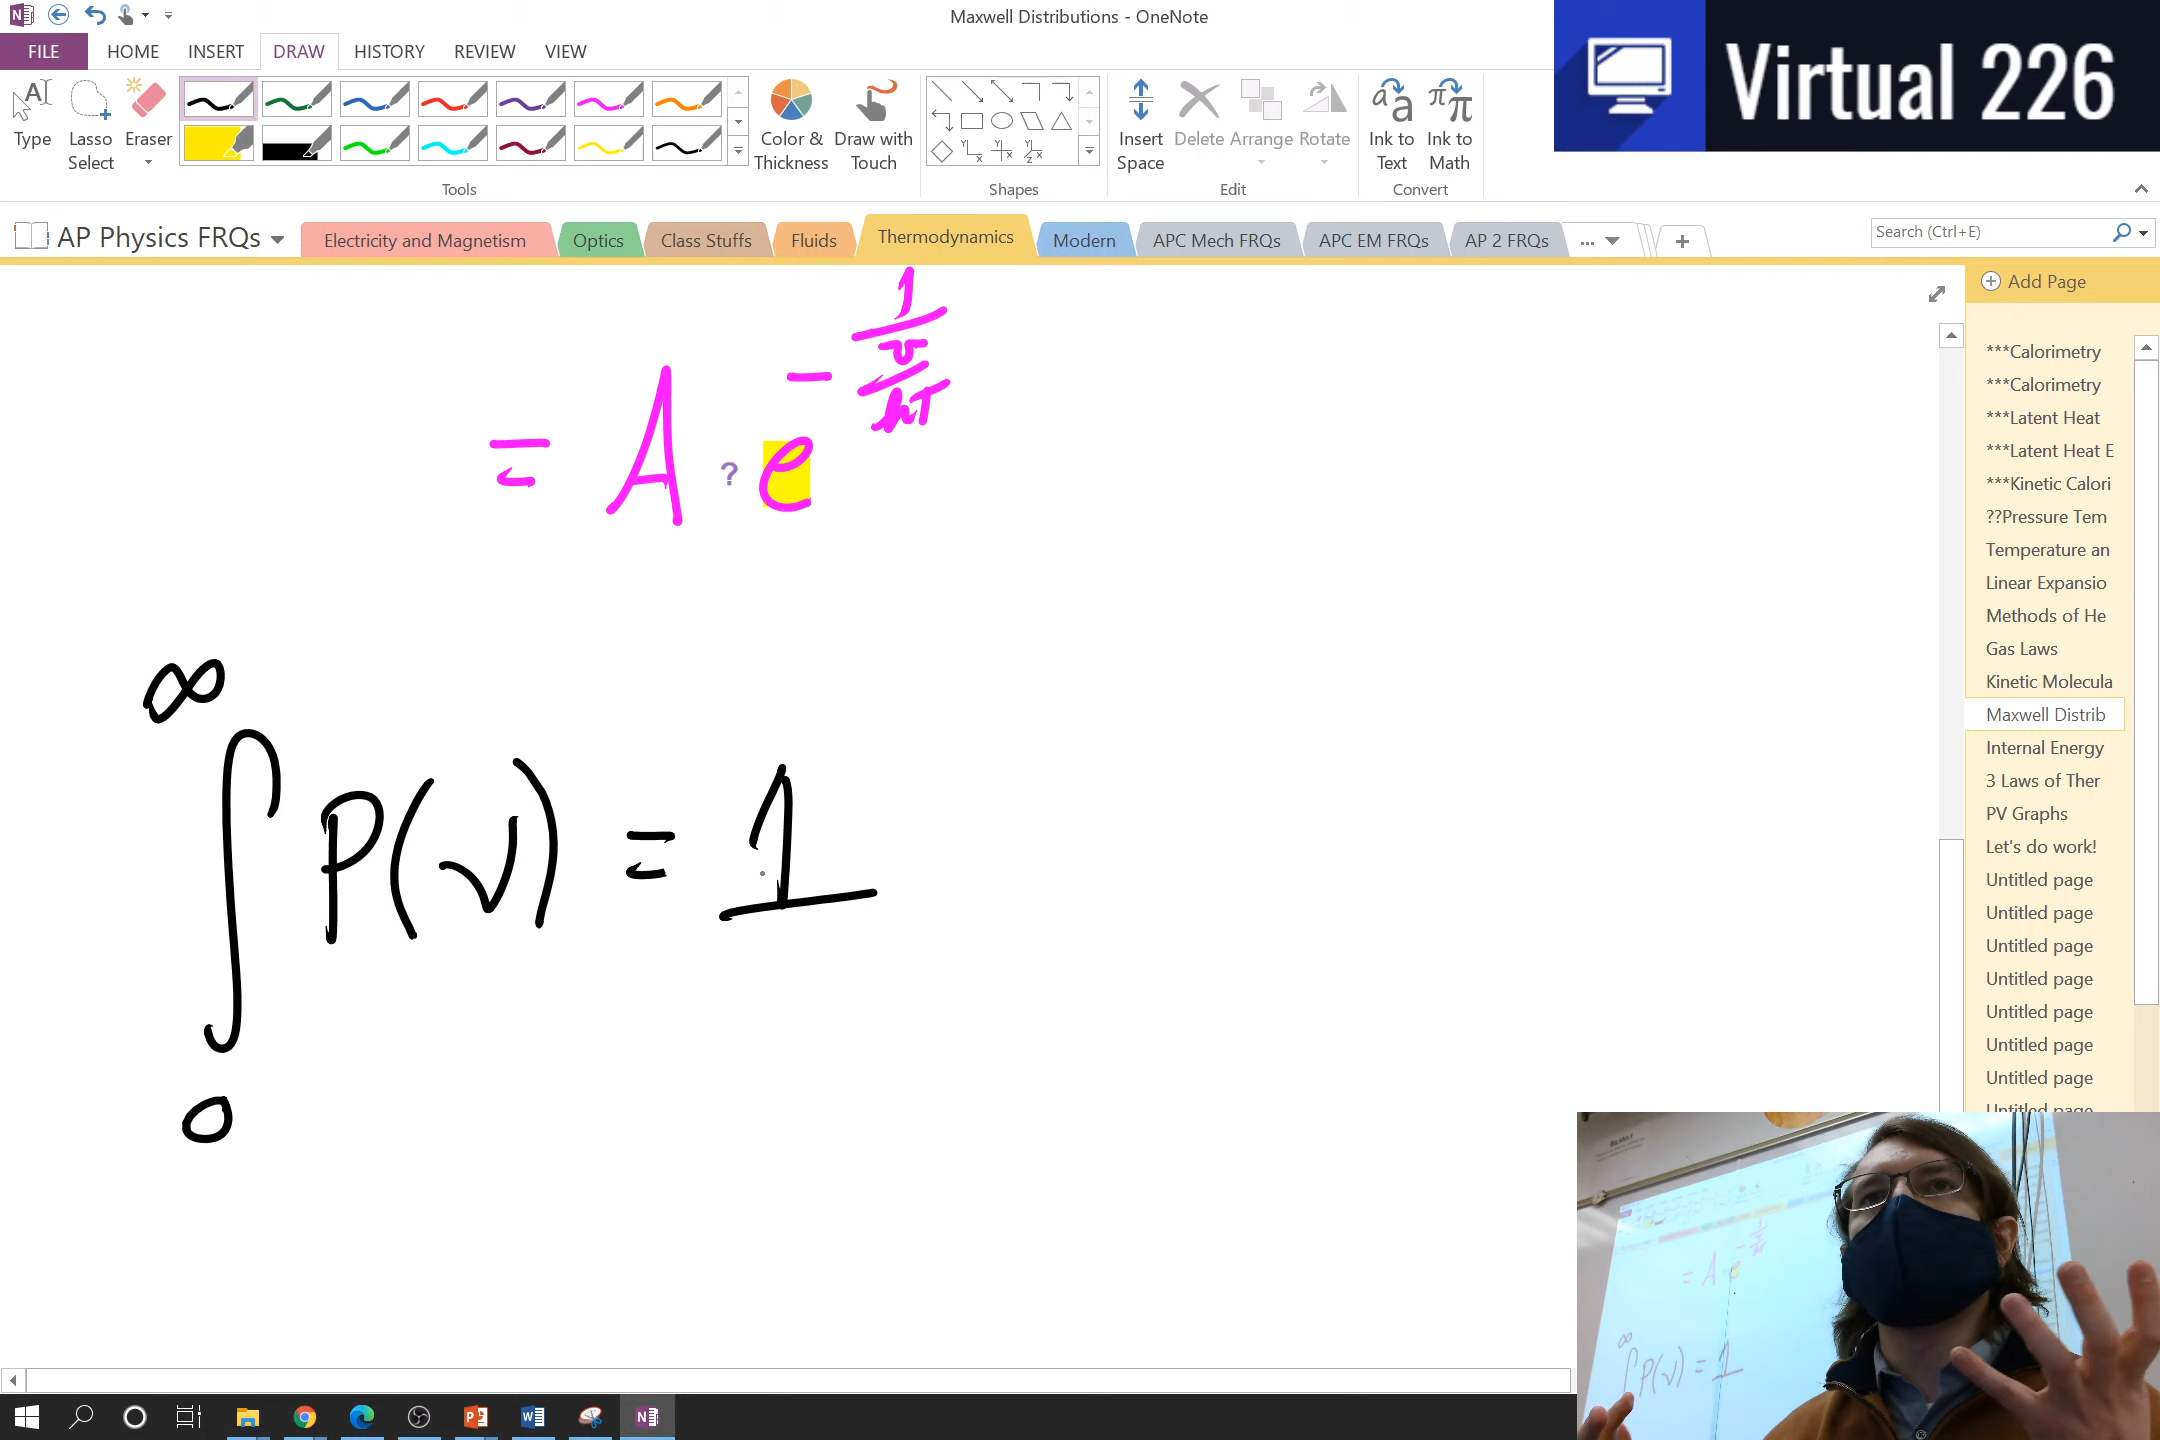 Maxwell Distributions - OneNote
Virtual 226
FILE HOME INSERT DRAW HISTORY REVIEW VIEW
Type
Lasso Select
Eraser
Color & Thickness
Draw with Touch
Insert Space
Delete
Arrange
Rotate
Ink to Text
Ink to Math
Tools
Shapes
Edit
Convert
AP Physics FRQs
Electricity and Magnetism
Optics
Class Stuffs
Fluids
Thermodynamics
Modern
APC Mech FRQs
APC EM FRQs
AP 2 FRQs
...
Search (Ctrl+E)
Add Page
***Calorimetry
***Calorimetry
***Latent Heat
***Latent Heat E
***Kinetic Calori
??Pressure Tem
Temperature an
Linear Expansio
Methods of He
Gas Laws
Kinetic Molecula
Maxwell Distrib
Internal Energy
3 Laws of Ther
PV Graphs
Let's do work!
Untitled page
Untitled page
Untitled page
Untitled page
Untitled page
Untitled page
Untitled page
Untitled page
= A · ? e
-
1
v
kT
∞
∫ P(v) = 1
0